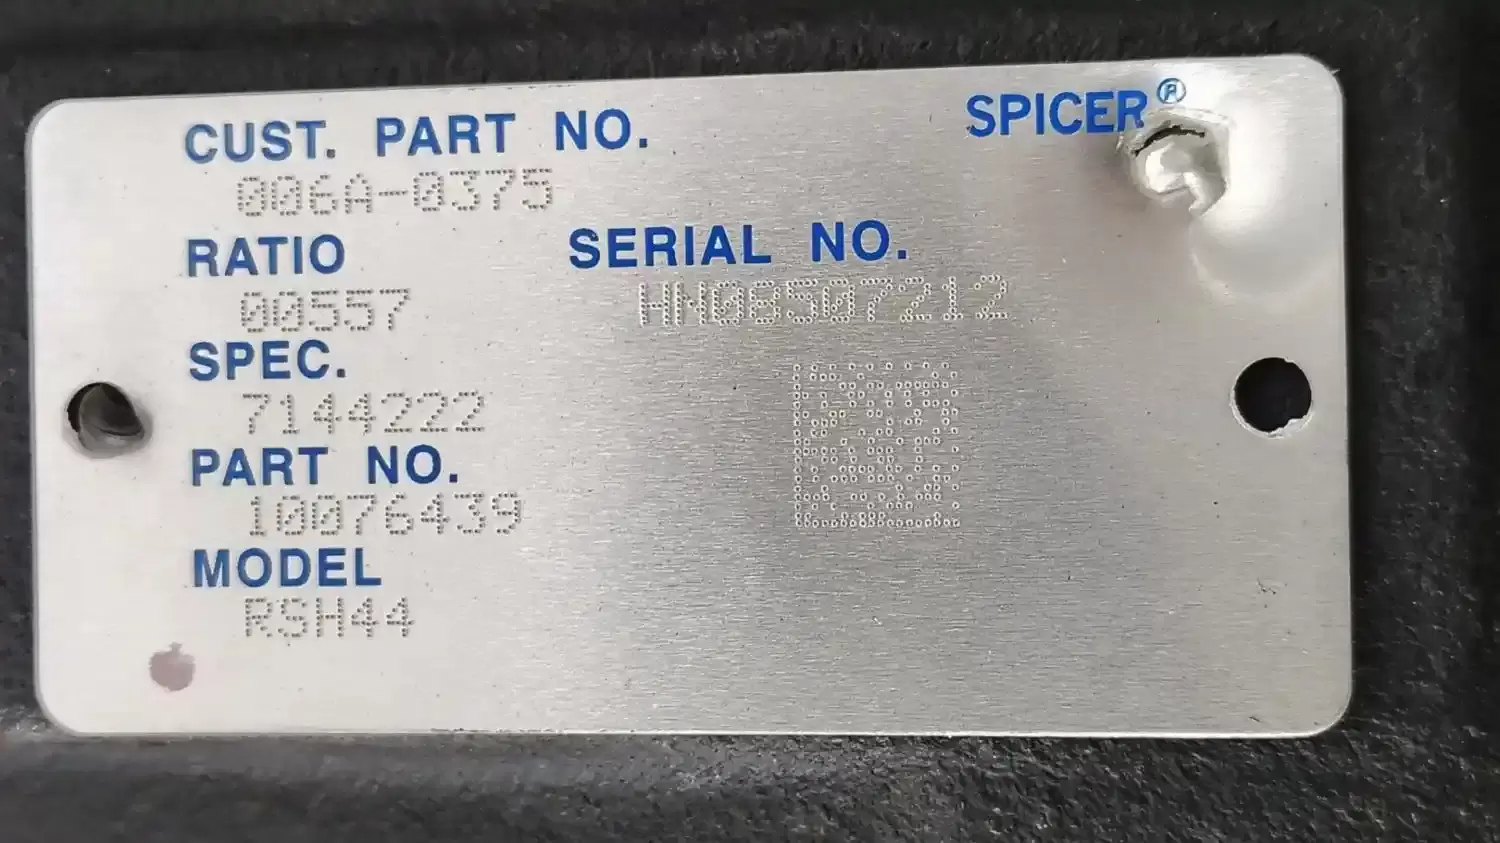 CUST. PART NO.
SPICER®
006A-0375
RATIO
SERIAL NO.
00557
HN08507212
SPEC.
7144222
PART NO.
10076439
MODEL
RSH44